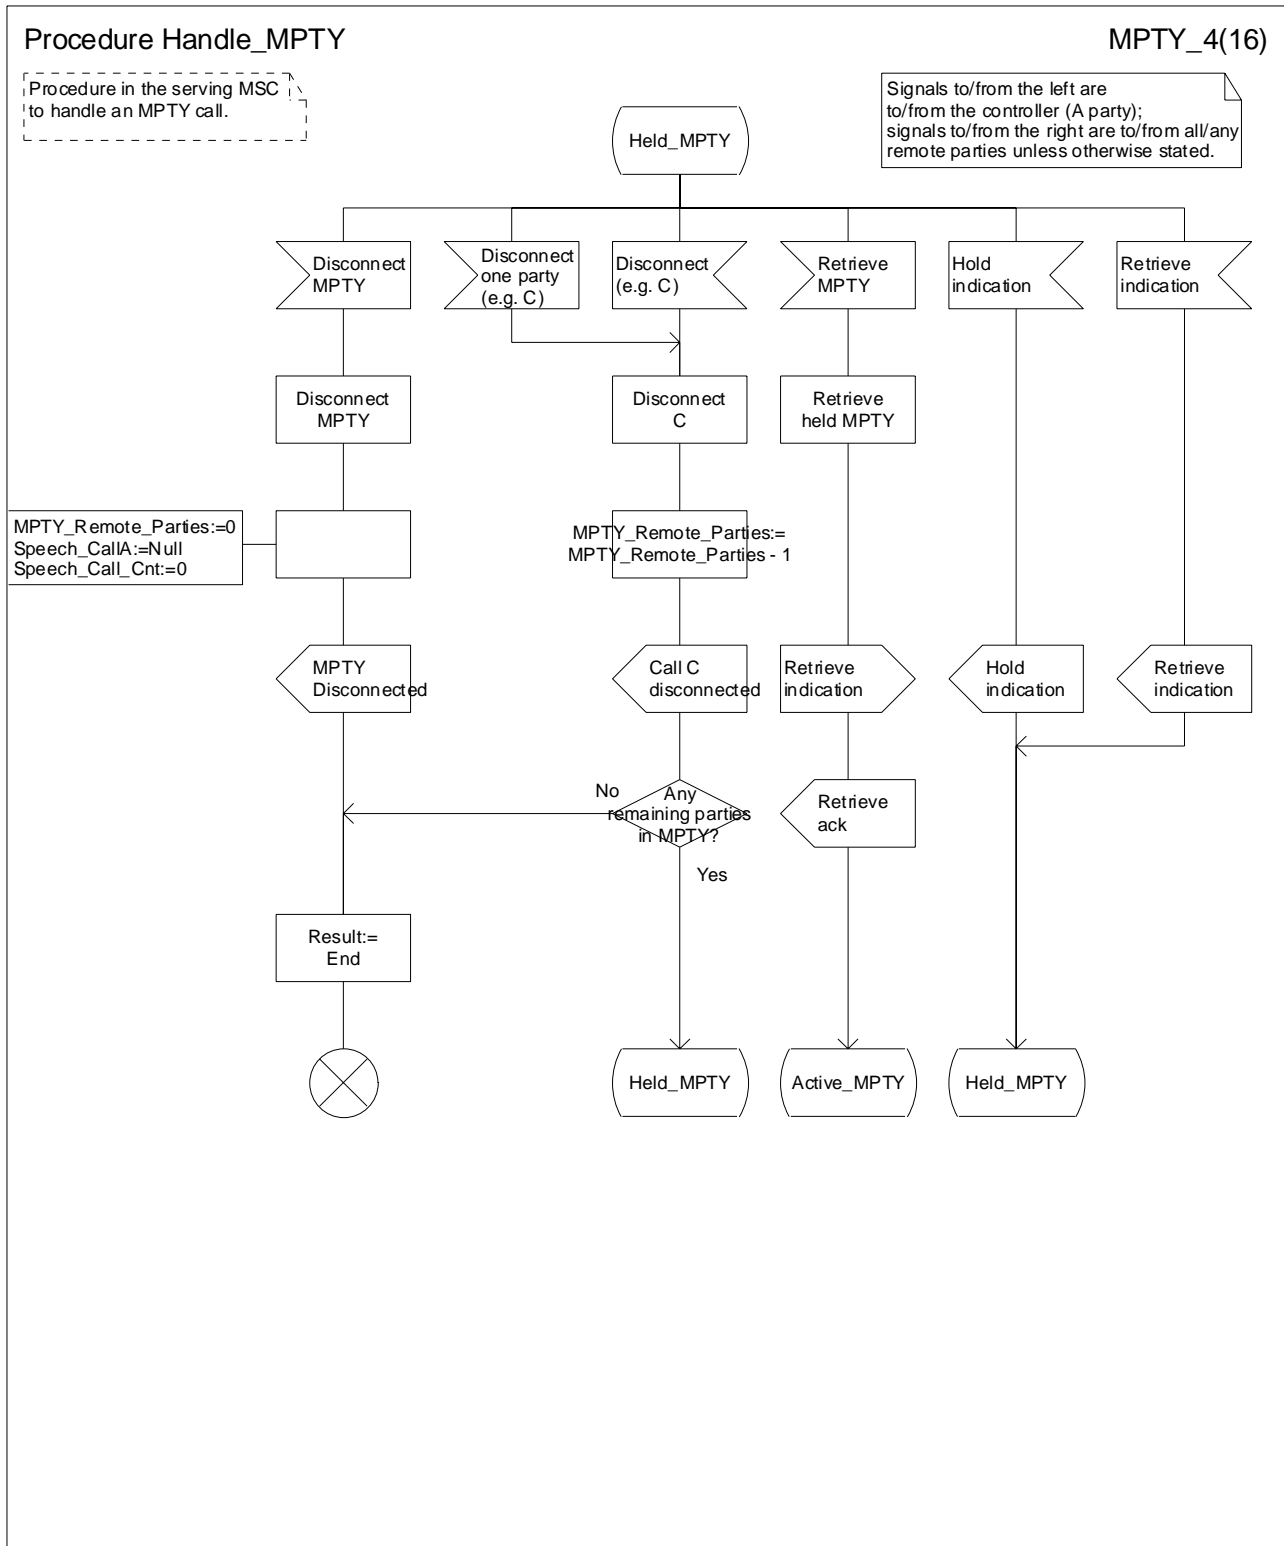 Procedure Handle_MPTY
MPTY_4(16)
Procedure in the serving MSC
to handle an MPTY call.
Signals to/from the left are
to/from the controller (A party);
signals to/from the right are to/from all/any
remote parties unless otherwise stated.
Held_MPTY
Disconnect
MPTY
Disconnect
one party
(e.g. C)
Disconnect
(e.g. C)
Retrieve
MPTY
Hold
indication
Retrieve
indication
Disconnect
MPTY
Disconnect
C
Retrieve
held MPTY
MPTY_Remote_Parties:=0
Speech_CallA:=Null
Speech_Call_Cnt:=0
MPTY_Remote_Parties:=
MPTY_Remote_Parties - 1
MPTY
Disconnected
Call C
disconnected
Retrieve
indication
Hold
indication
Retrieve
indication
No
Any
remaining parties
in MPTY?
Yes
Retrieve
ack
Result:=
End
Held_MPTY
Active_MPTY
Held_MPTY